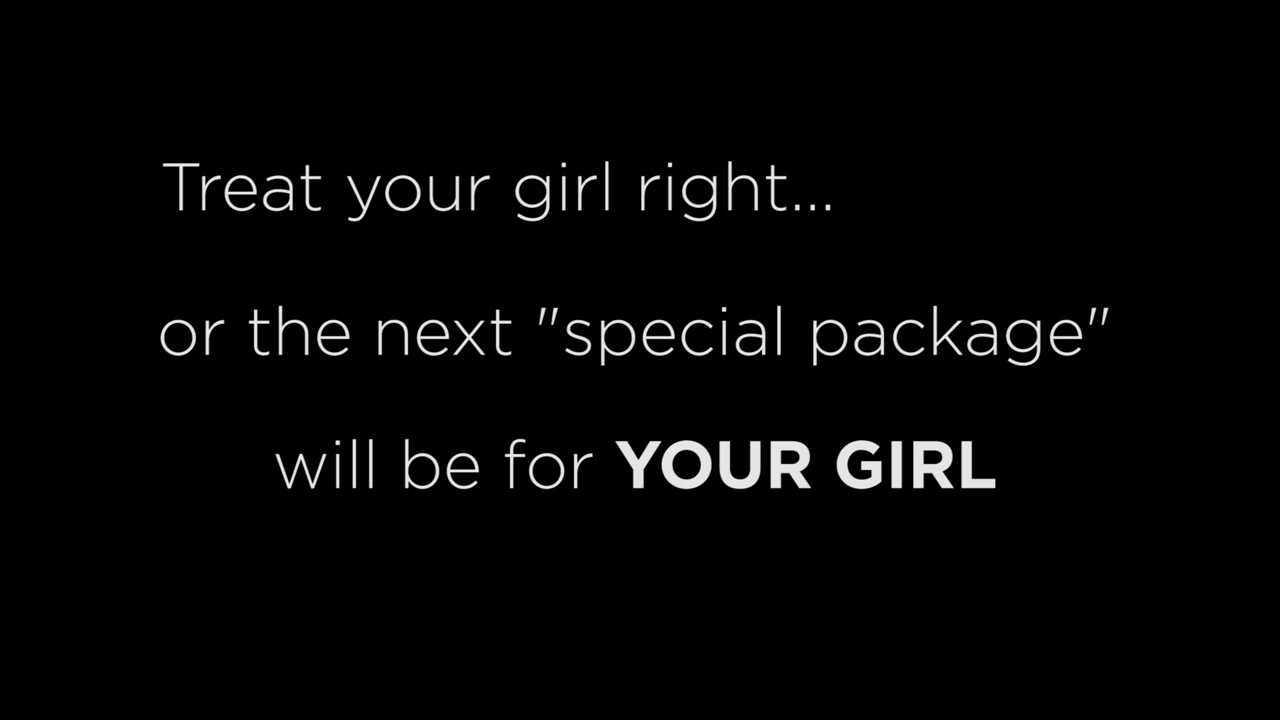 Treat your girl right...
or the next "special package"
will be for YOUR GIRL